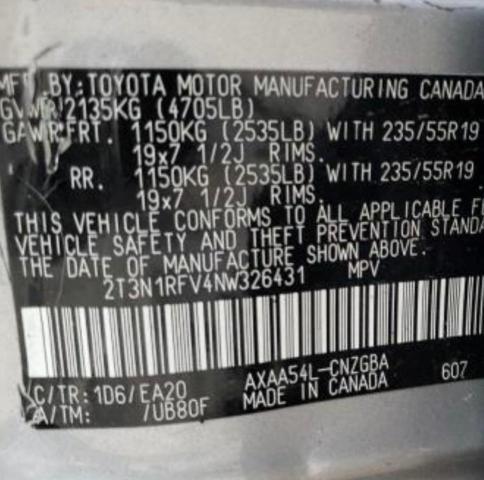 MFD. BY: TOYOTA MOTOR MANUFACTURING CANADA
GVWR 2135KG (4705LB)
GAWR FRT. 1150KG (2535LB) WITH 235/55R19
19x7 1/2J RIMS.
RR. 1150KG (2535LB) WITH 235/55R19
19x7 1/2J RIMS.
THIS VEHICLE CONFORMS TO ALL APPLICABLE FE
VEHICLE SAFETY AND THEFT PREVENTION STANDA
THE DATE OF MANUFACTURE SHOWN ABOVE.
2T3N1RFV4NW326431 MPV
C/TR: 1D6/EA20 AXAA54L-CNZGBA 607
A/TM: /UB80F MADE IN CANADA